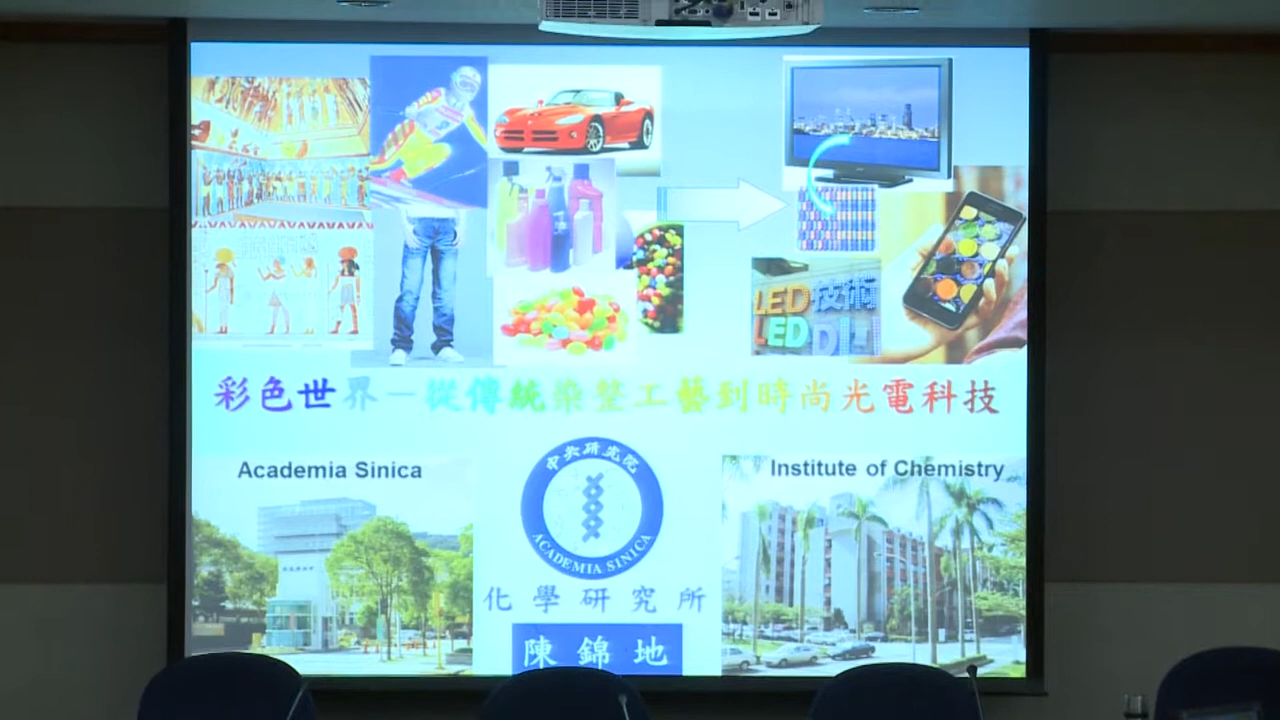 LED技術
LED
彩色世界－從傳統染整工藝到時尚光電科技
Academia Sinica
中央研究院
ACADEMIA SINICA
Institute of Chemistry
化學研究所
陳錦地